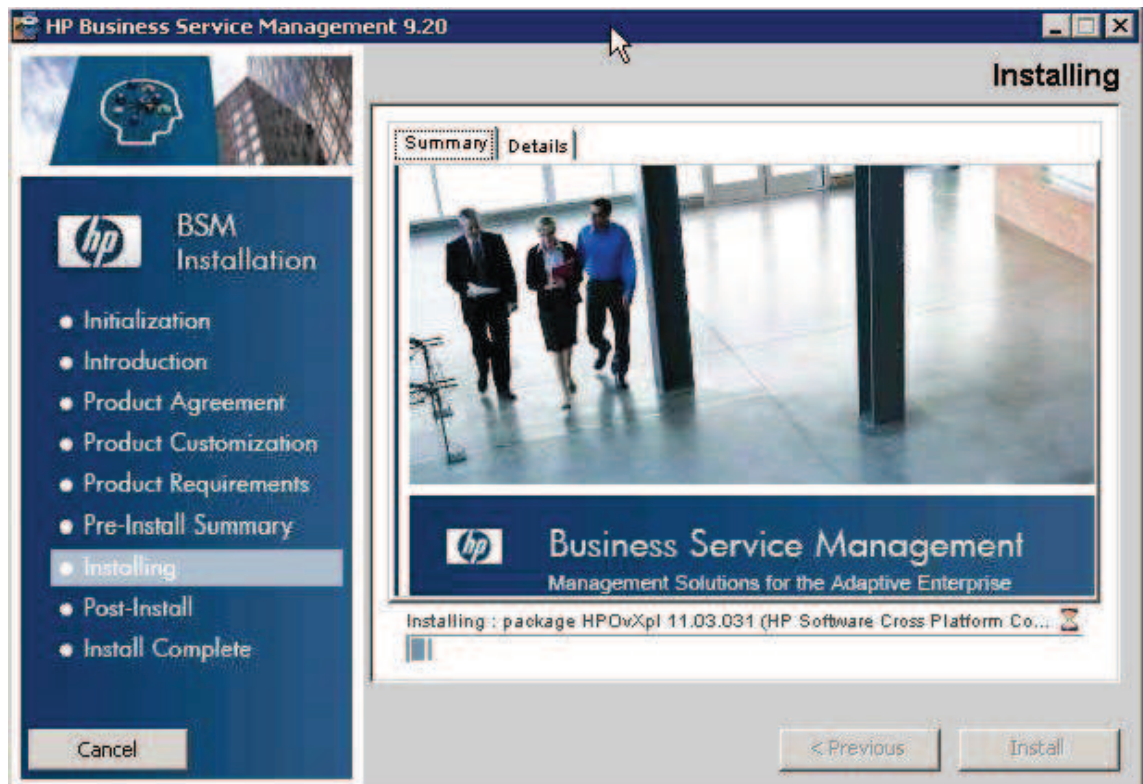 HP Business Service Management 9.20
Installing
Summary Details
hp
BSM
Installation
Initialization
Introduction
Product Agreement
Product Customization
Product Requirements
Pre-Install Summary
Installing
Post-Install
Install Complete
hp
Business Service Management
Management Solutions for the Adaptive Enterprise
Installing : package HPOvXpl 11.03.031 (HP Software Cross Platform Co...
Cancel
< Previous
Install